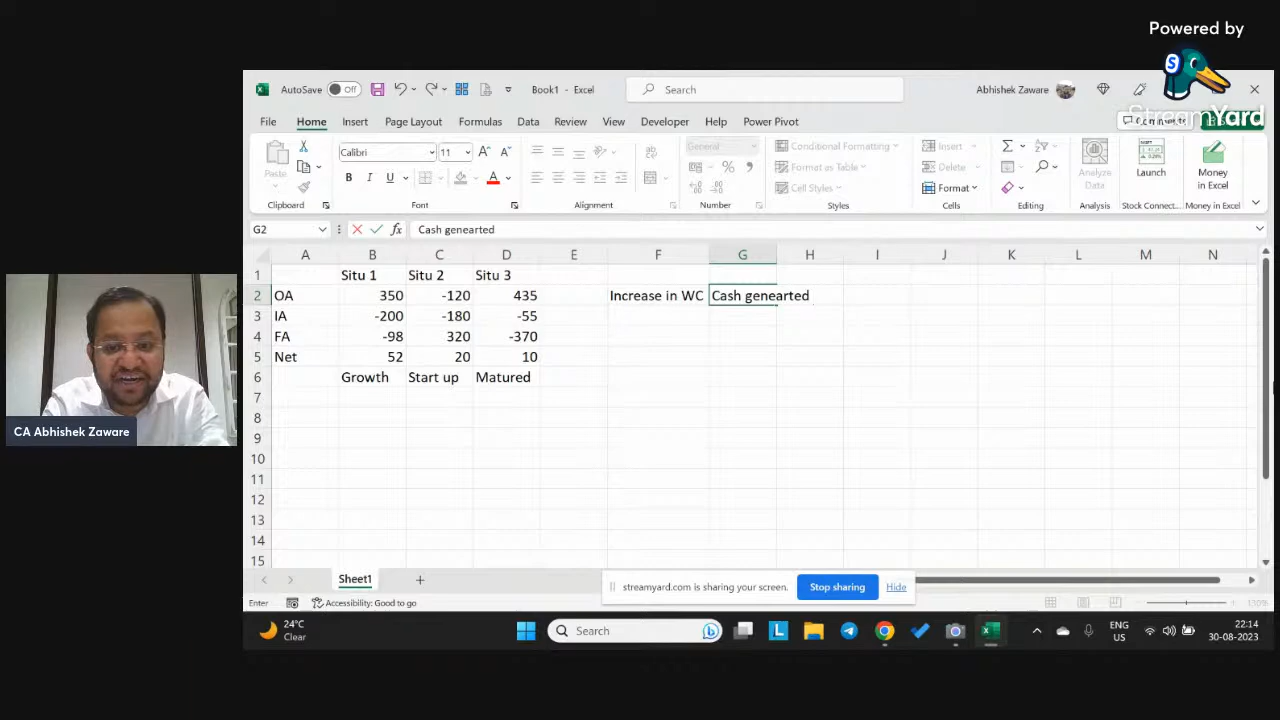 Powered by
StreamYard
AutoSave Off Book1 - Excel Search Abhishek Zaware
File Home Insert Draw Page Layout Formulas Data Review View Developer Help Power Pivot Comments
Paste Calibri 11 General Conditional Formatting Insert Analyze Data Launch Money in Excel
B I U A % Format as Table Delete
Cell Styles Format
Clipboard Font Alignment Number Styles Cells Editing Analysis Stock Connect... Money in Excel
G2 fx Cash genearted
A B C D E F G H I J K L M N
1 Situ 1 Situ 2 Situ 3
2 OA 350 -120 435 Increase in WC Cash genearted
3 IA -200 -180 -55
4 FA -98 320 -370
5 Net 52 20 10
6 Growth Start up Matured
7
8
9
10
11
12
13
14
15
CA Abhishek Zaware
Sheet1
streamyard.com is sharing your screen. Stop sharing Hide
Enter Accessibility: Good to go 130%
24°C
Clear
Search
ENG
US
22:14
30-08-2023